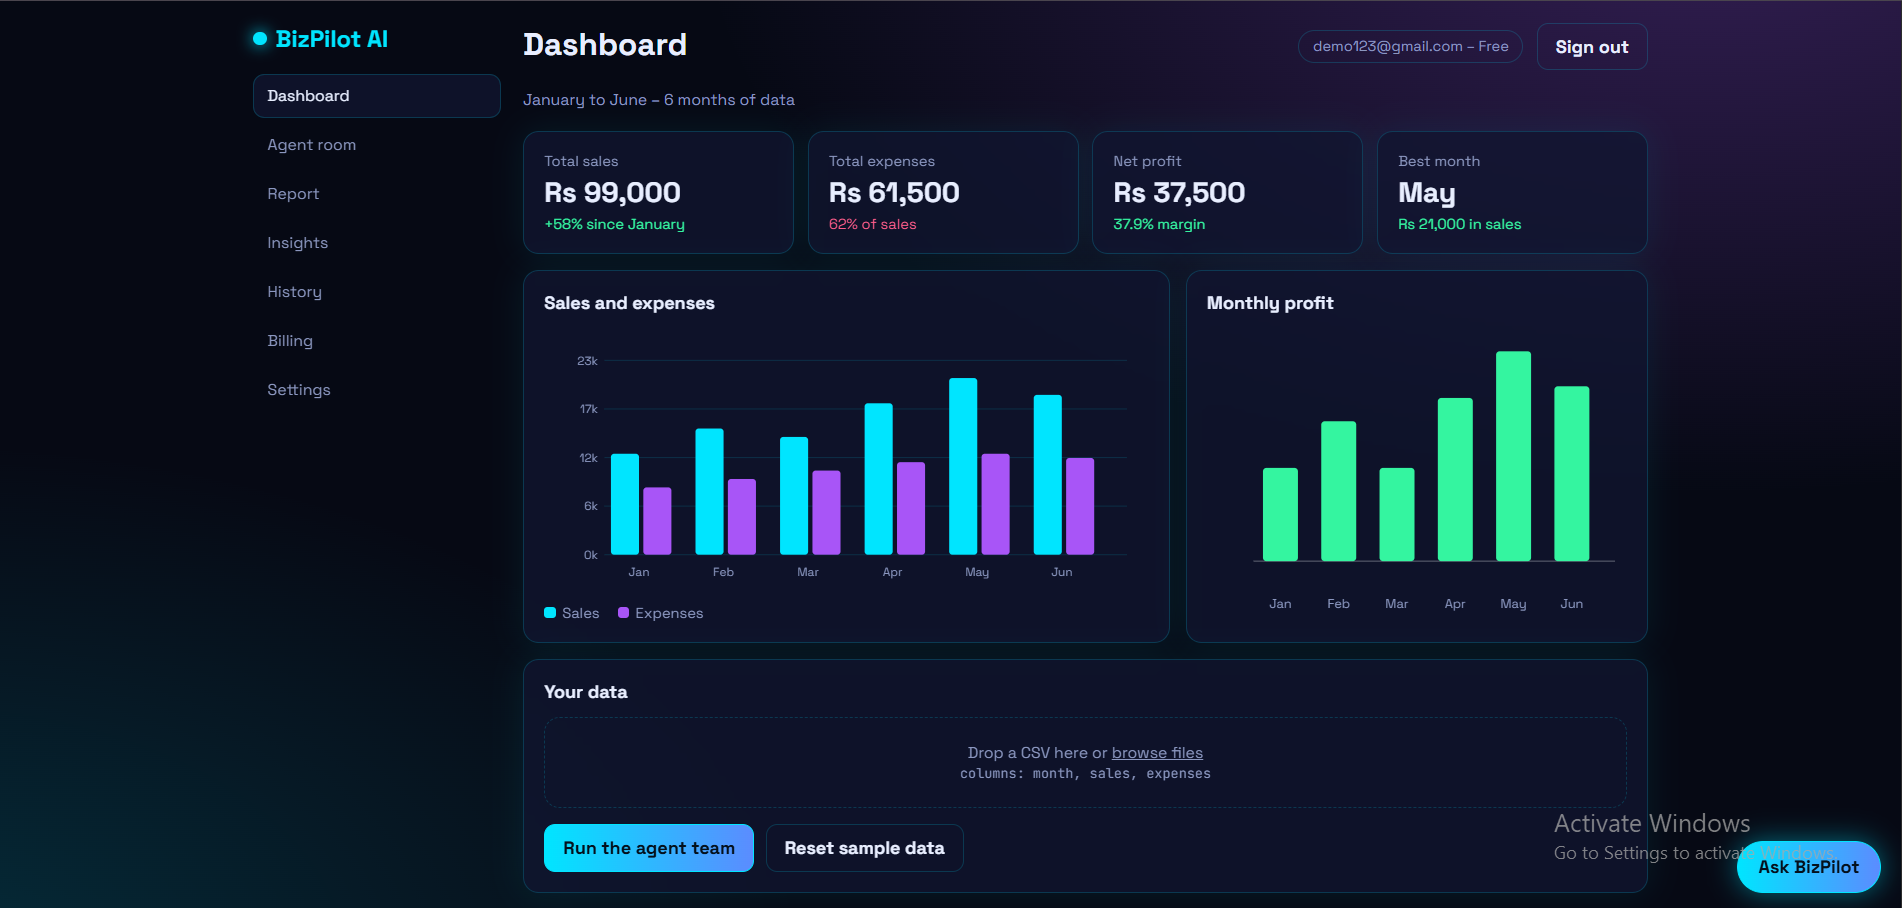 BizPilot AI
Dashboard
Agent room
Report
Insights
History
Billing
Settings
Dashboard
demo123@gmail.com – Free
Sign out
January to June – 6 months of data
Total sales
Rs 99,000
+58% since January
Total expenses
Rs 61,500
62% of sales
Net profit
Rs 37,500
37.9% margin
Best month
May
Rs 21,000 in sales
Sales and expenses
23k
17k
12k
6k
0k
Jan Feb Mar Apr May Jun
Sales Expenses
Monthly profit
Jan Feb Mar Apr May Jun
Your data
Drop a CSV here or browse files
columns: month, sales, expenses
Run the agent team
Reset sample data
Activate Windows
Go to Settings to activate Windows.
Ask BizPilot